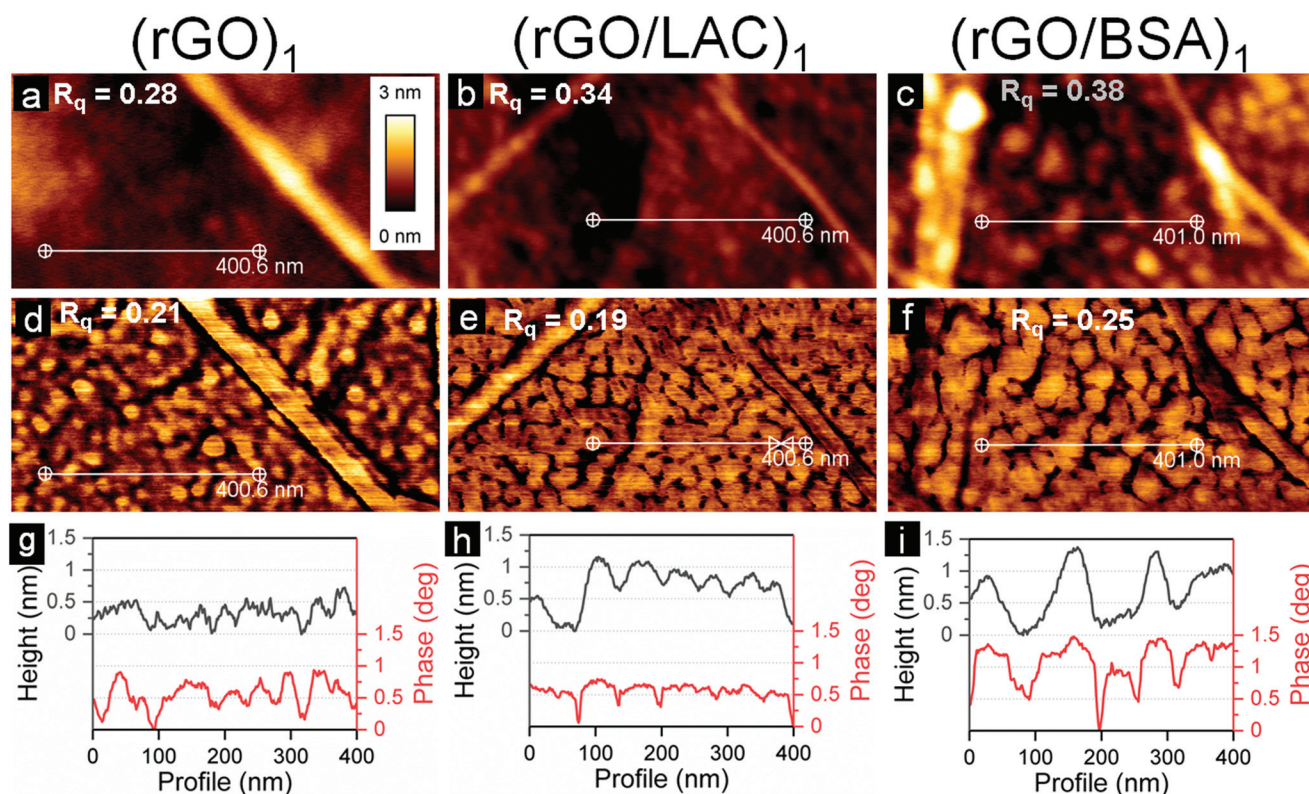 (rGO)1 (rGO/LAC)1 (rGO/BSA)1
a Rq = 0.28
3 nm
0 nm
400.6 nm
b Rq = 0.34
400.6 nm
c Rq = 0.38
401.0 nm
d Rq = 0.21
400.6 nm
e Rq = 0.19
400.6 nm
f Rq = 0.25
401.0 nm
g
Height (nm)
1.5
1
0.5
0
Phase (deg)
1.5
1
0.5
0
0 100 200 300 400
Profile (nm)
h
Height (nm)
1.5
1
0.5
0
Phase (deg)
1.5
1
0.5
0
0 100 200 300 400
Profile (nm)
i
Height (nm)
1.5
1
0.5
0
Phase (deg)
1.5
1
0.5
0
0 100 200 300 400
Profile (nm)